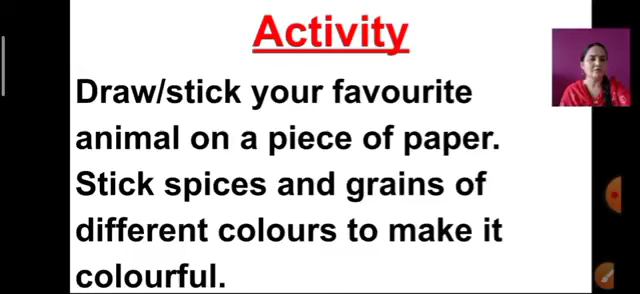 Activity
Draw/stick your favourite
animal on a piece of paper.
Stick spices and grains of
different colours to make it
colourful.